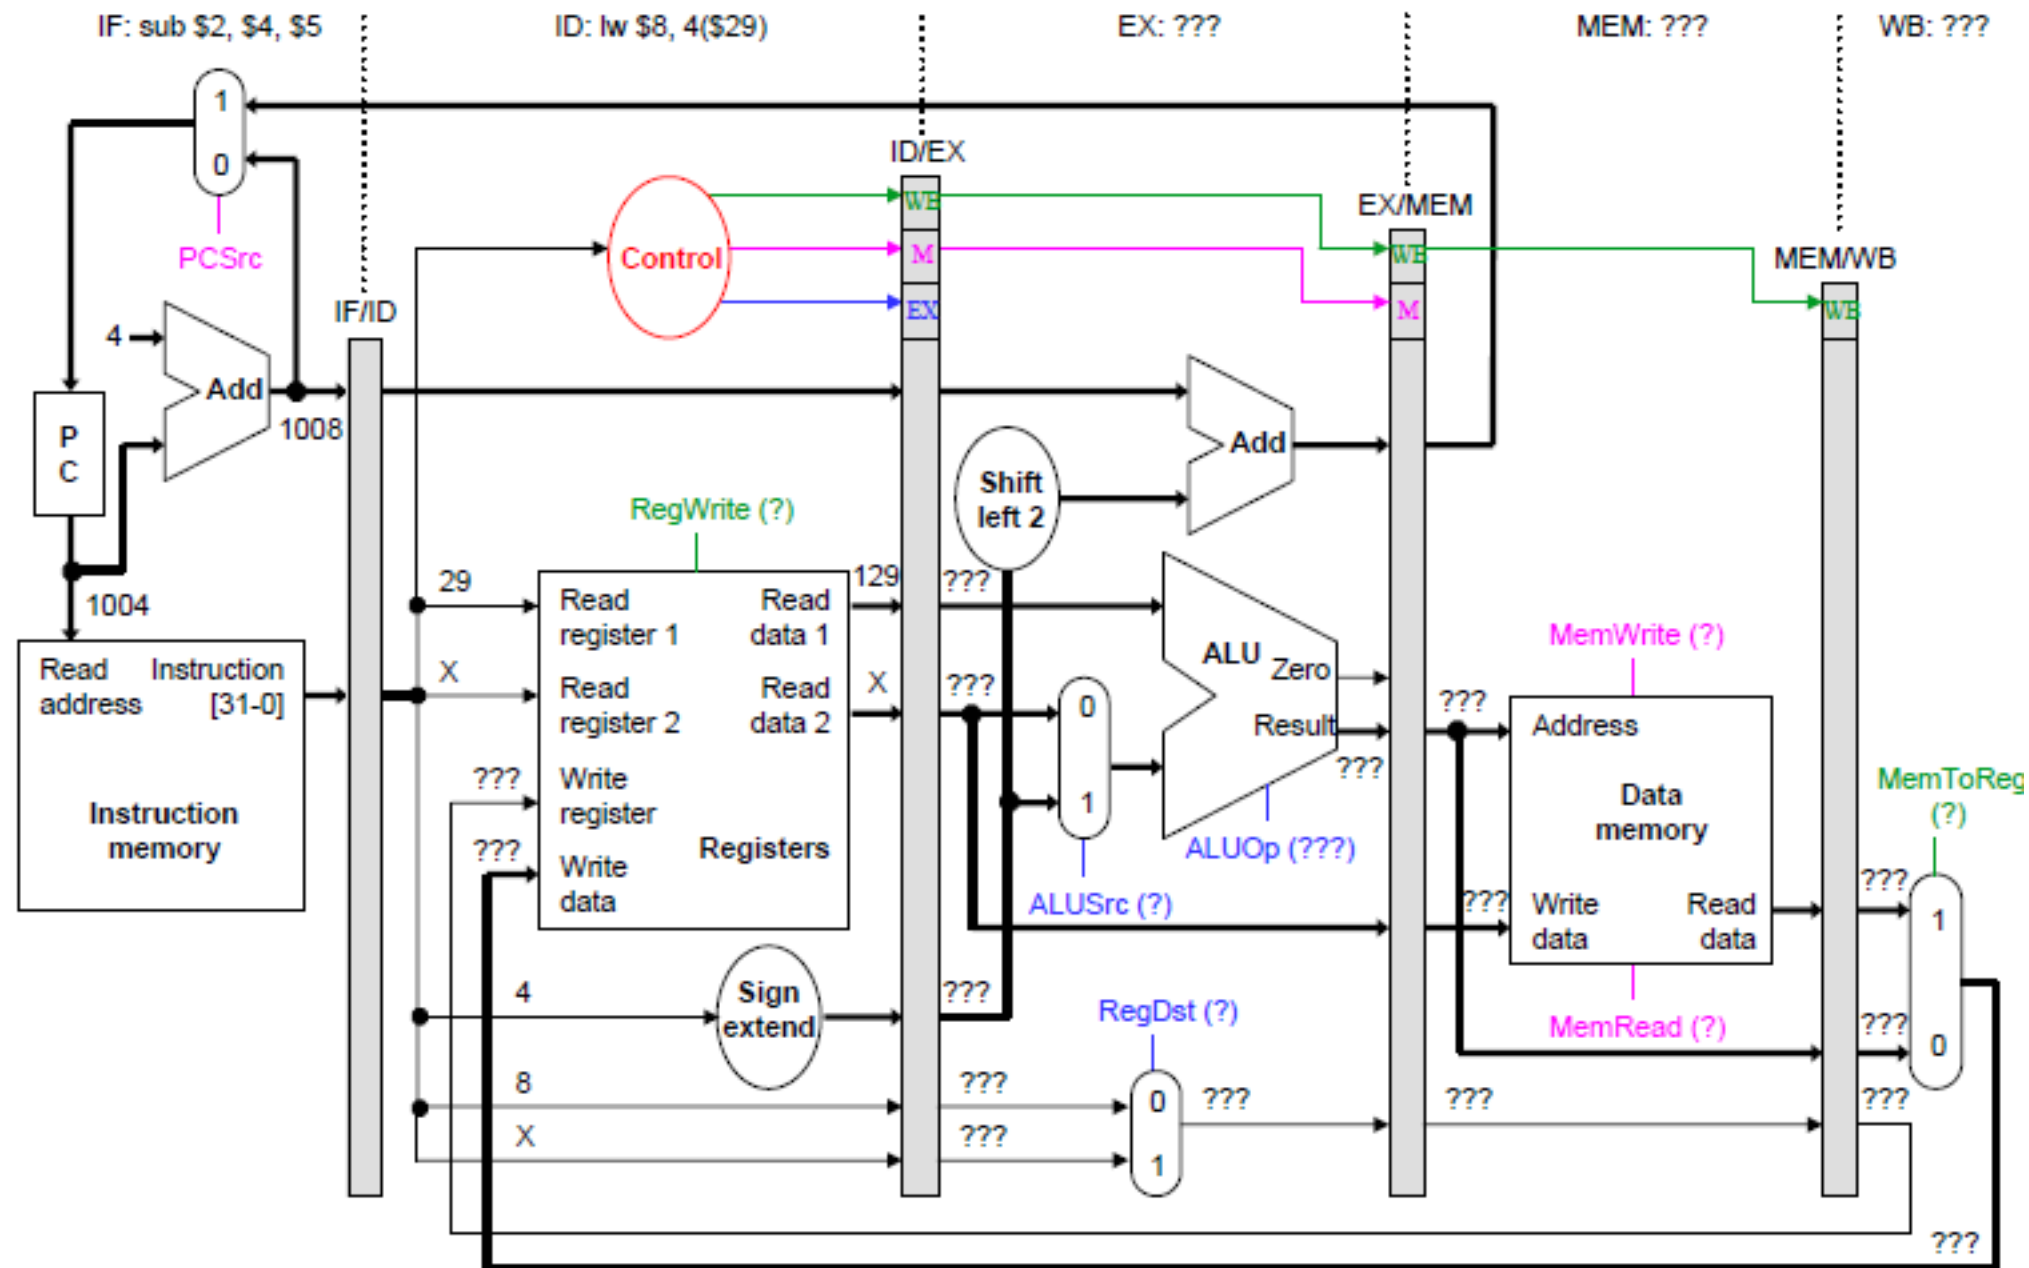 IF: sub $2, $4, $5
ID: lw $8, 4($29)
EX: ???
MEM: ???
WB: ???
1
0
PCSrc
4
Add
1008
P
C
1004
Read
address
Instruction
[31-0]
Instruction
memory
IF/ID
Control
ID/EX
WB
M
EX
EX/MEM
WB
M
MEM/WB
WB
RegWrite (?)
29
X
???
???
Read
register 1
Read
data 1
Read
register 2
Read
data 2
Write
register
Write
data
Registers
129
X
4
Sign
extend
8
X
???
???
???
???
???
Shift
left 2
Add
0
1
ALUSrc (?)
ALU
Zero
Result
???
ALUOp (???)
RegDst (?)
0
1
???
???
???
???
MemWrite (?)
Address
Data
memory
Write
data
Read
data
MemRead (?)
MemToReg
(?)
???
1
???
0
???
???